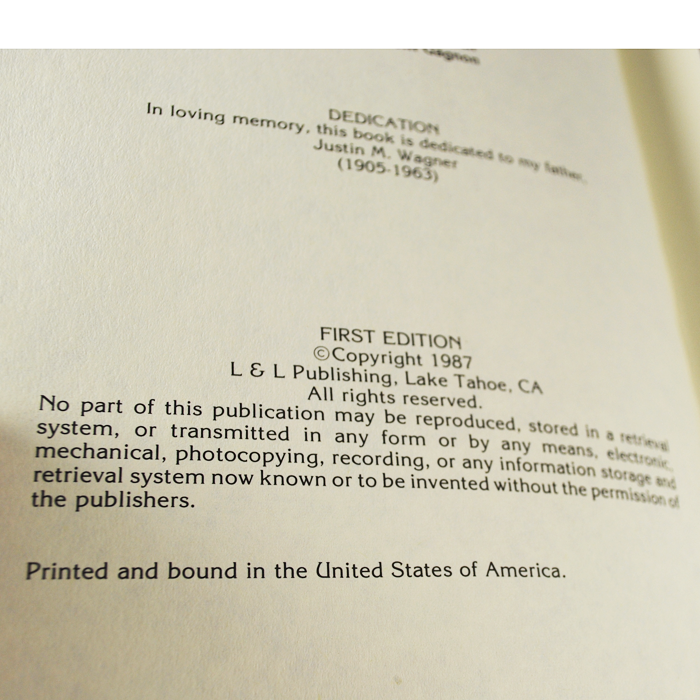 Gagnon
DEDICATION
In loving memory, this book is dedicated to my father,
Justin M. Wagner
(1905-1963)
FIRST EDITION
©Copyright 1987
L & L Publishing, Lake Tahoe, CA
All rights reserved.
No part of this publication may be reproduced, stored in a retrieval
system, or transmitted in any form or by any means, electronic,
mechanical, photocopying, recording, or any information storage and
retrieval system now known or to be invented without the permission of
the publishers.
Printed and bound in the United States of America.